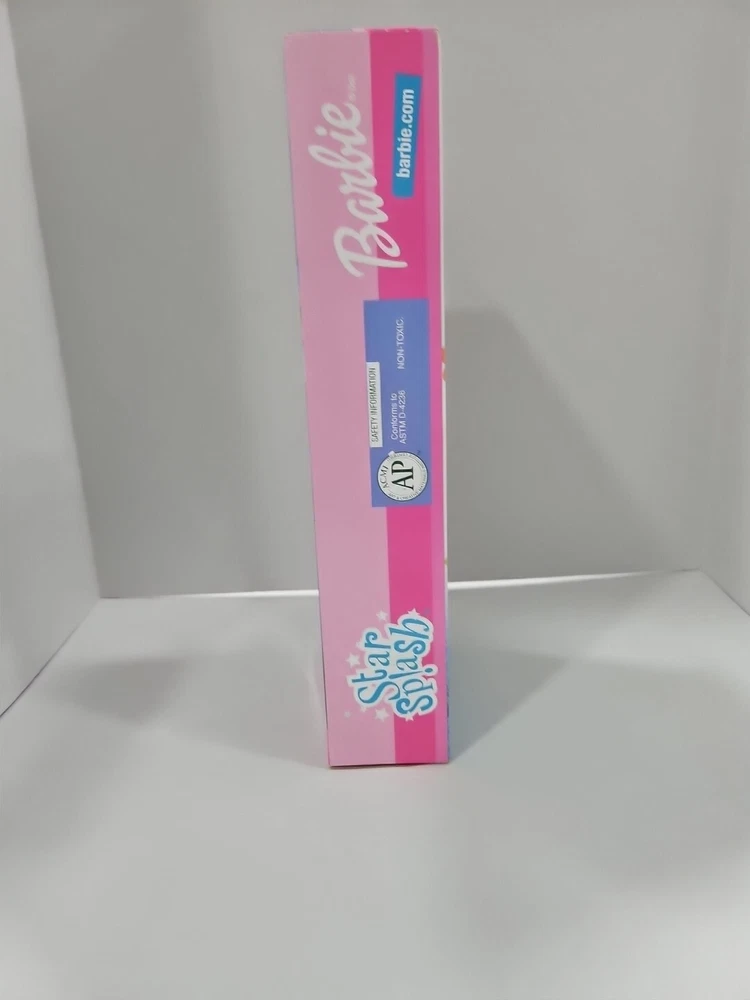 Barbie
barbie.com
SAFETY INFORMATION
Conforms to
ASTM D-4236
NON-TOXIC
ACMI
AP
Star
Splash